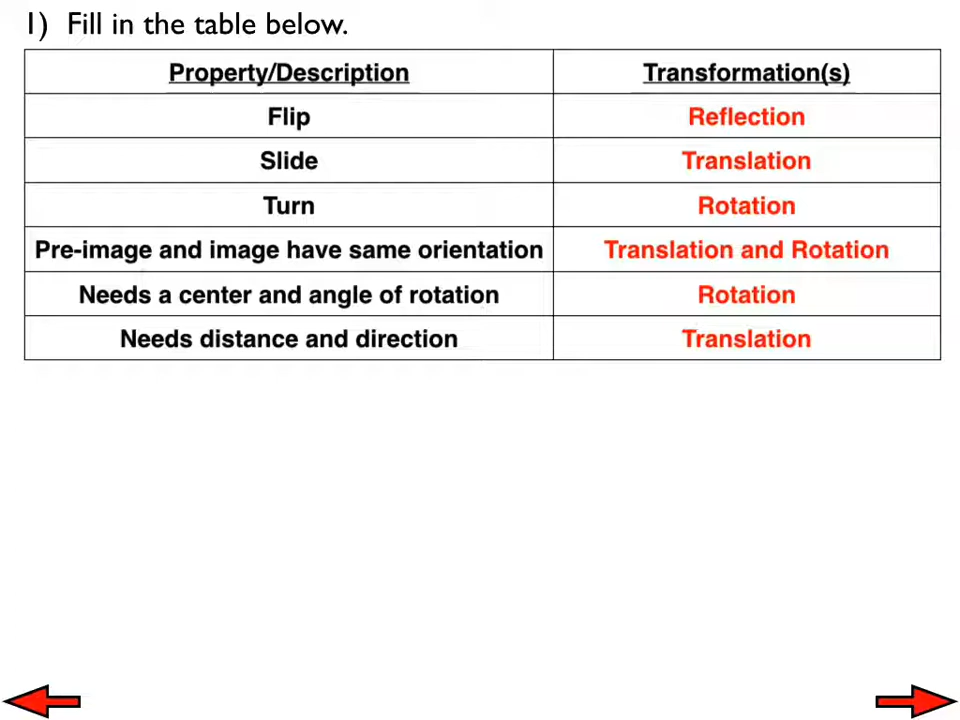 1) Fill in the table below.
Property/Description Transformation(s)
Flip Reflection
Slide Translation
Turn Rotation
Pre-image and image have same orientation Translation and Rotation
Needs a center and angle of rotation Rotation
Needs distance and direction Translation